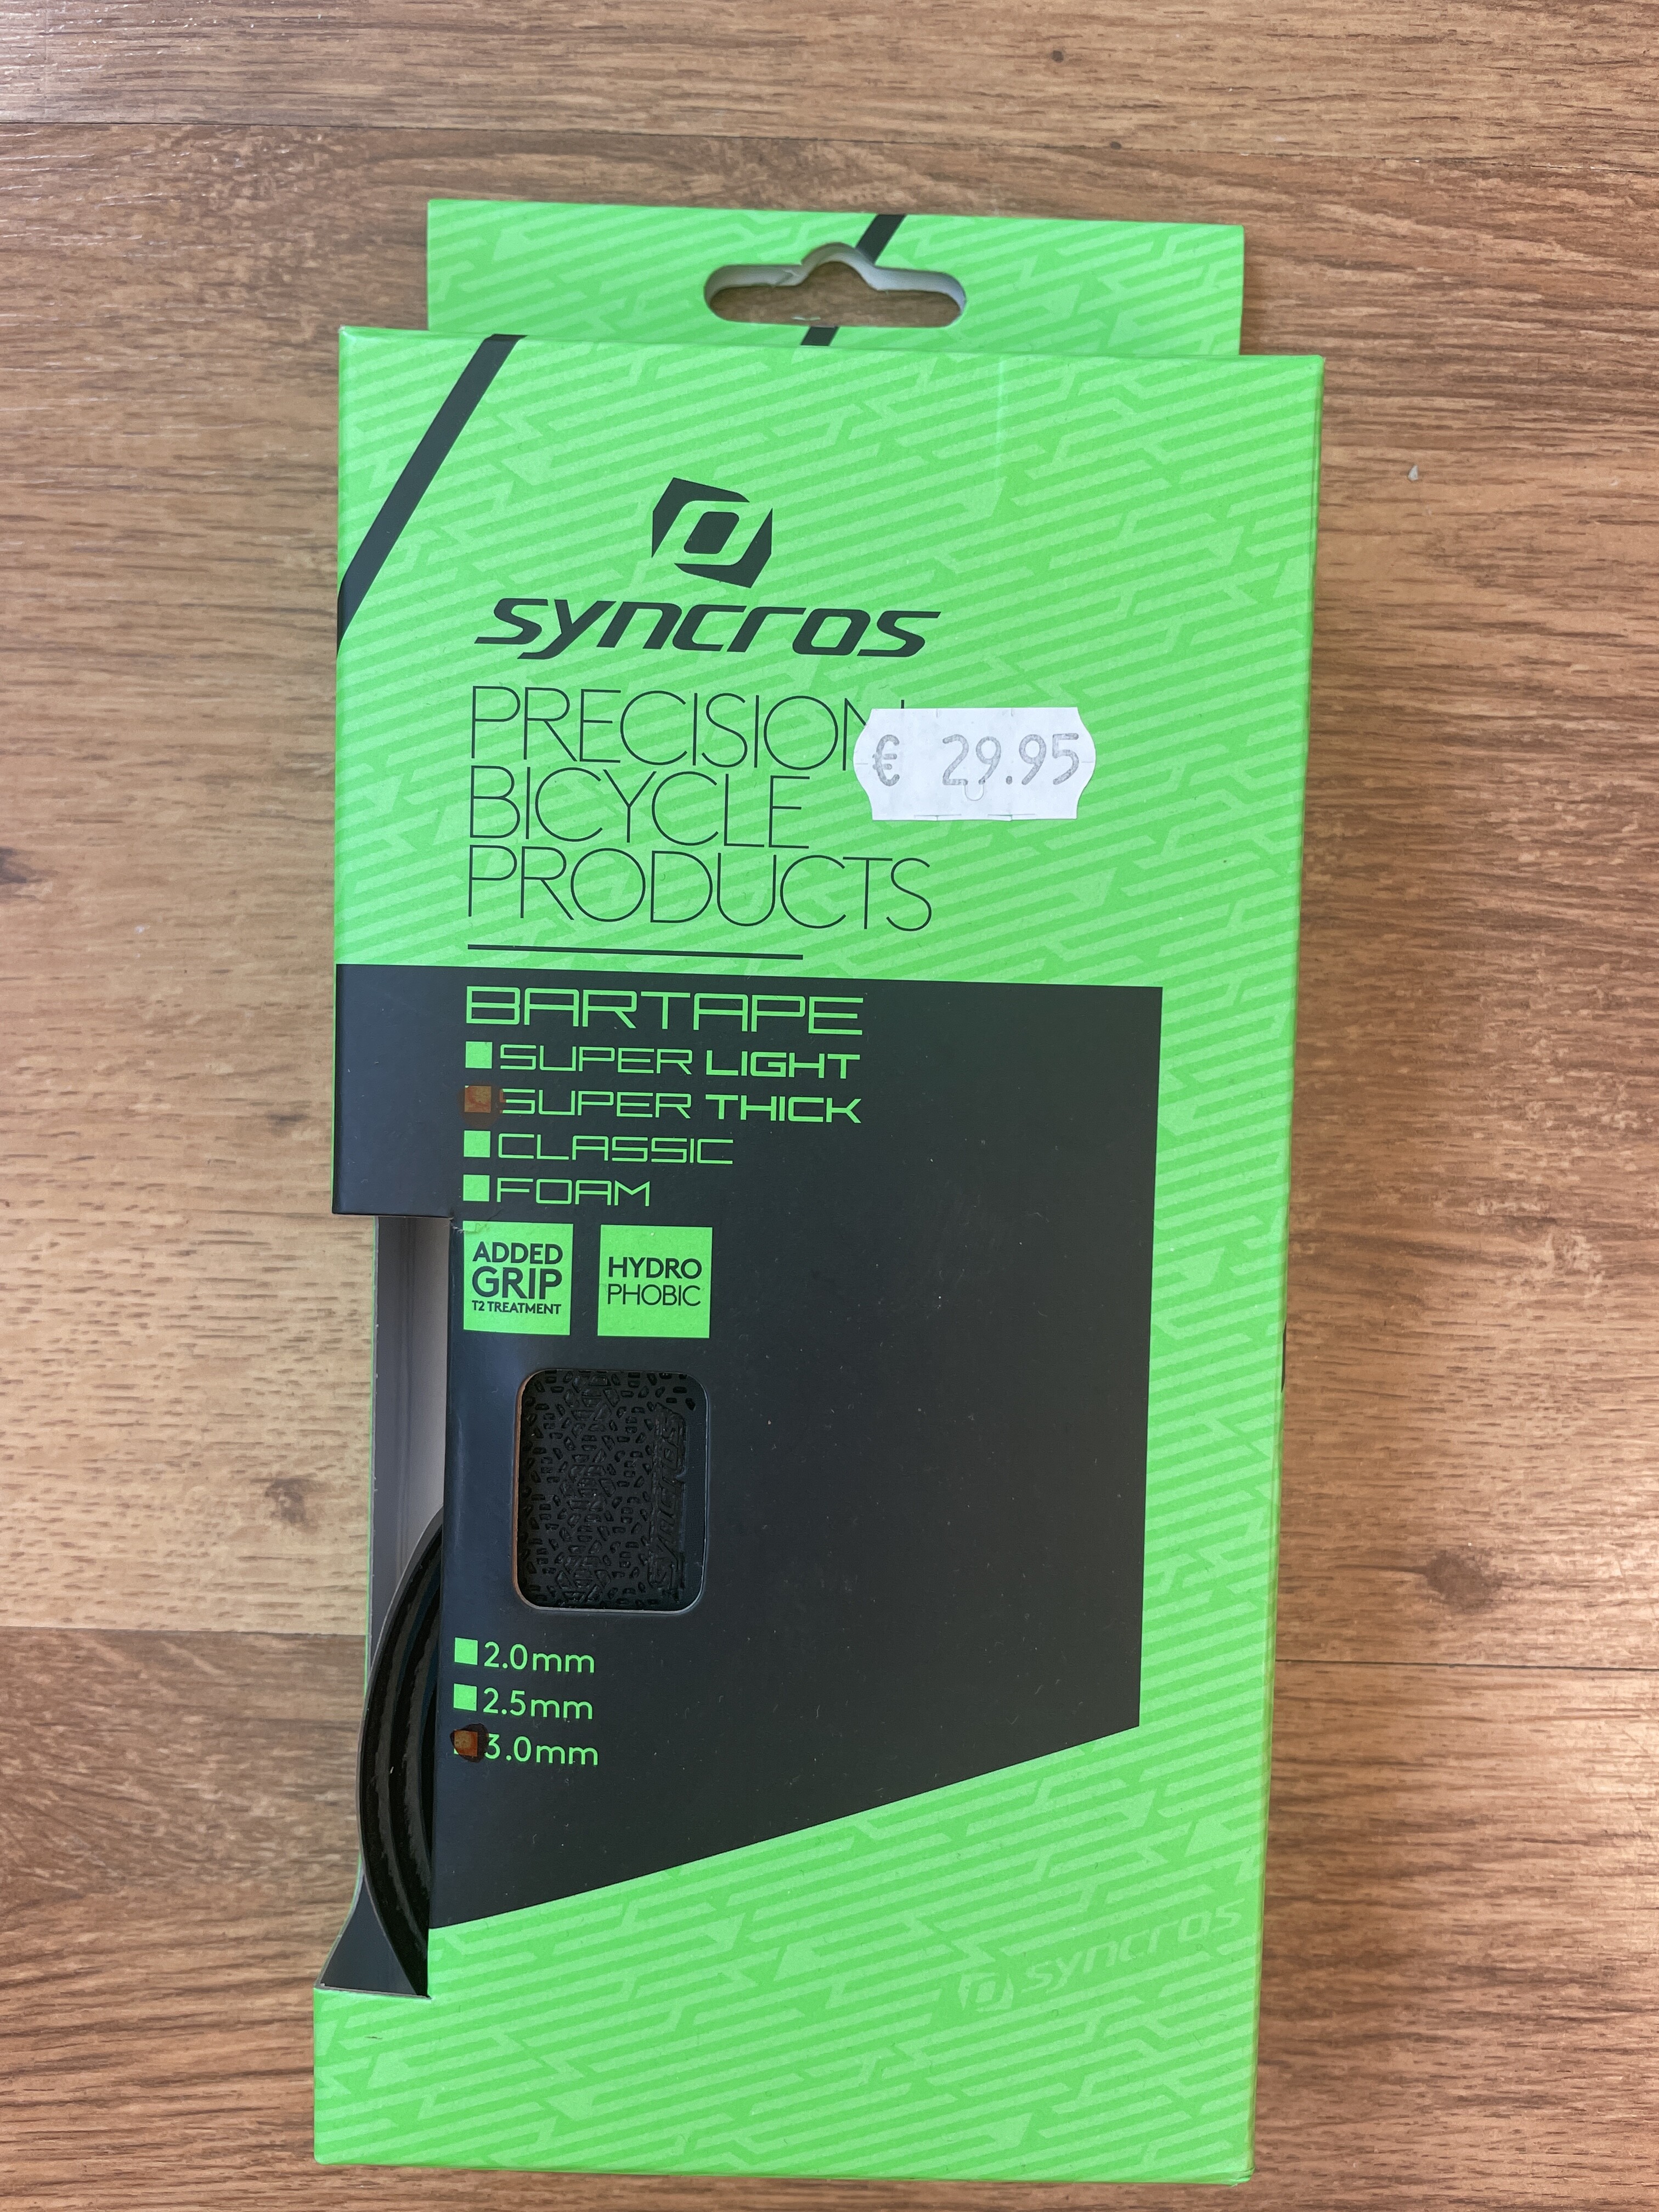 syncros
PRECISION
€ 29.95
BICYCLE
PRODUCTS
BARTAPE
SUPER LIGHT
SUPER THICK
CLASSIC
FOAM
ADDED
GRIP
T2 TREATMENT
HYDRO
PHOBIC
SYNCROS
2.0mm
2.5mm
3.0mm
syncros